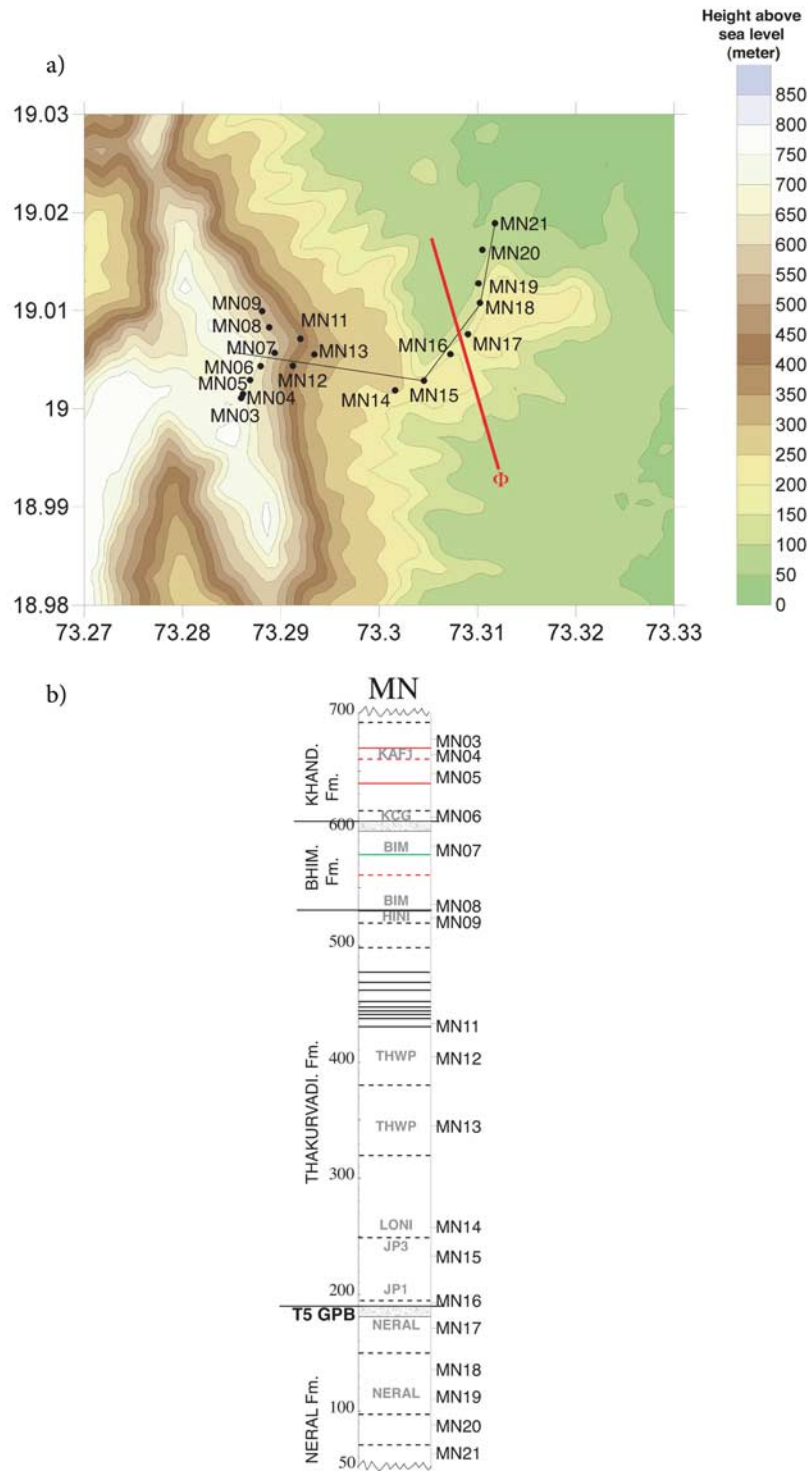 Height above
sea level
(meter)
a)
850
800
750
700
650
600
550
500
450
400
350
300
250
200
150
100
50
0
19.03
19.02
19.01
19
18.99
18.98
73.27 73.28 73.29 73.3 73.31 73.32 73.33
MN21
MN20
MN19
MN18
MN09
MN08
MN11
MN07
MN13
MN16
MN17
MN06
MN05
MN12
MN04
MN03
MN14
MN15
Φ
b)
MN
700
MN03
KAF1
MN04
MN05
KHAND.
Fm.
KCG
MN06
600
BIM
MN07
BHIM.
Fm.
BIM
MN08
HINI
MN09
500
MN11
THWP
MN12
400
THAKURVADI. Fm.
THWP
MN13
300
LONI
MN14
JP3
MN15
JP1
200
MN16
T5 GPB
NERAL
MN17
MN18
NERAL
MN19
100
NERAL Fm.
MN20
MN21
50